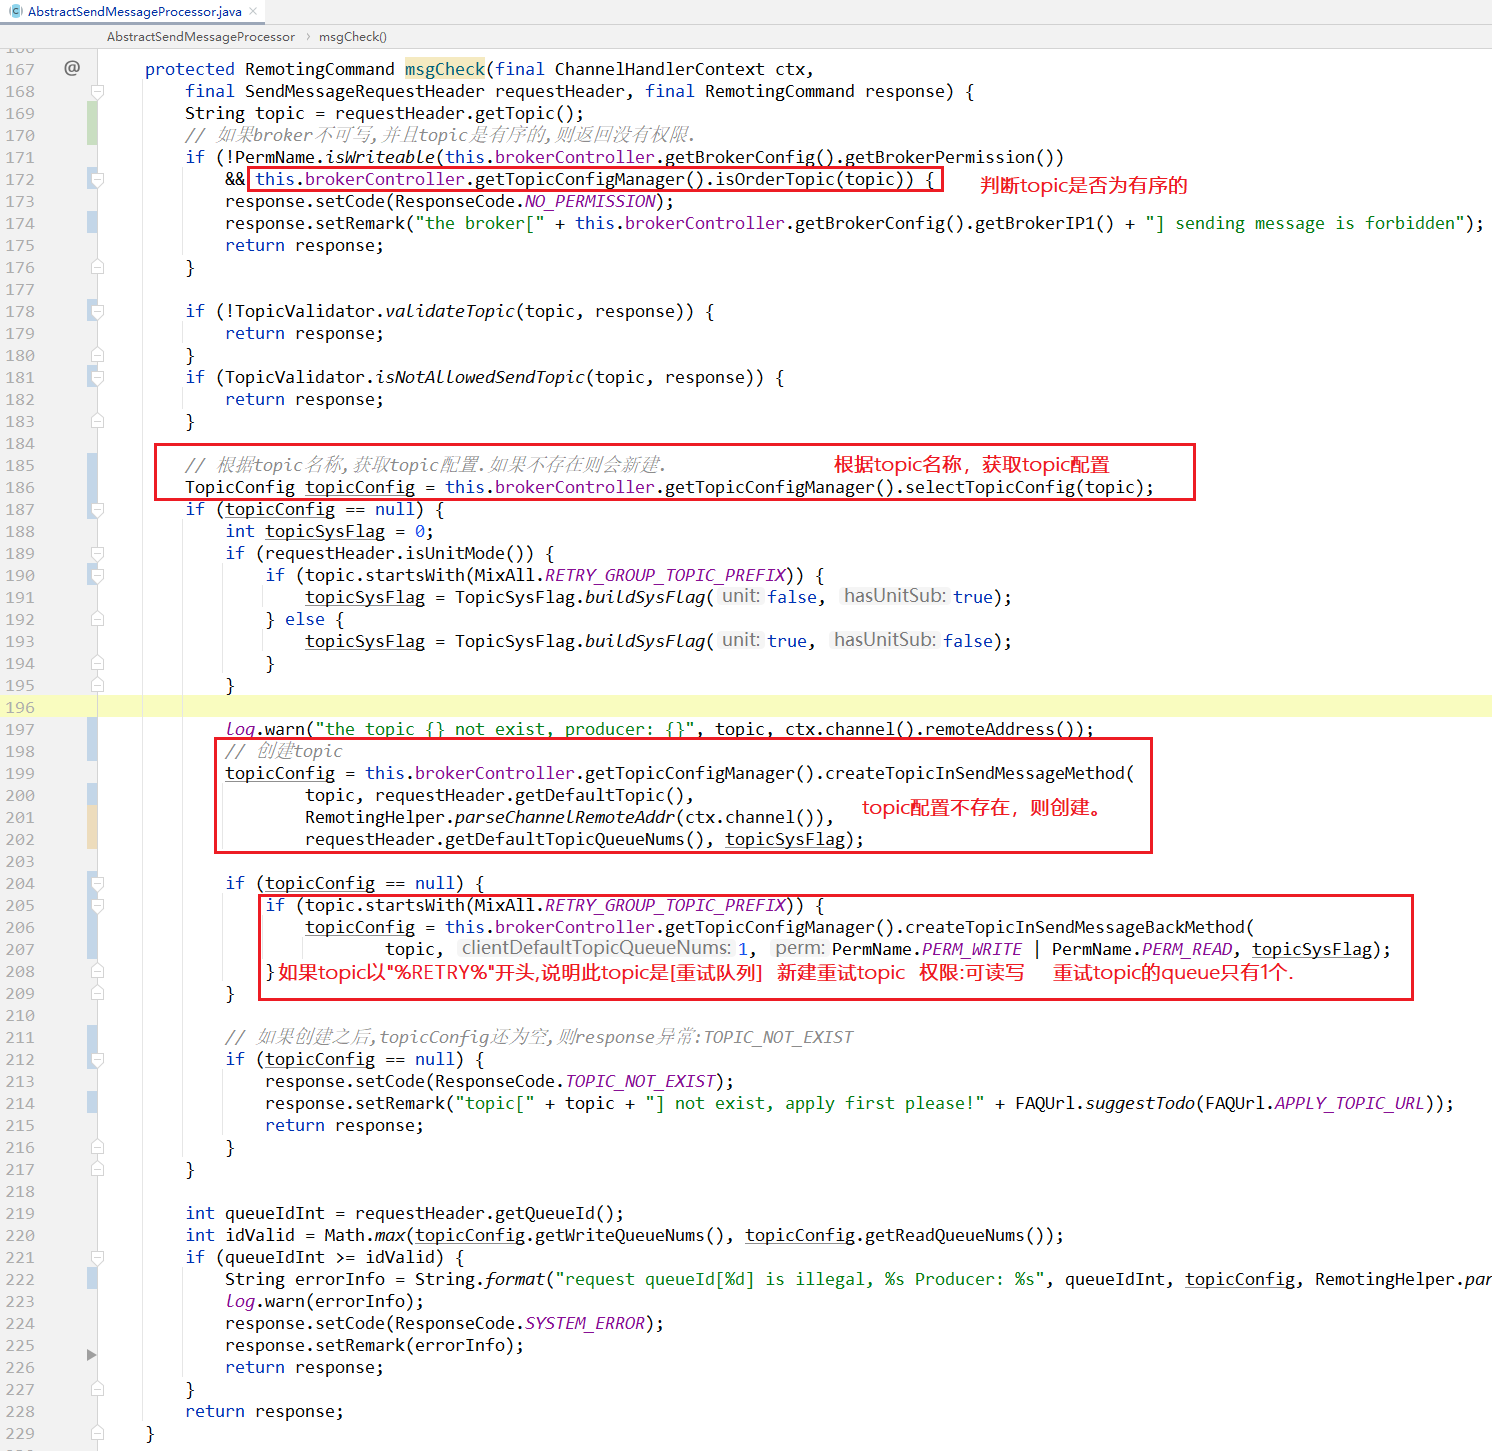 AbstractSendMessageProcessor.java
AbstractSendMessageProcessor › msgCheck()
167 @ protected RemotingCommand msgCheck(final ChannelHandlerContext ctx,
168 final SendMessageRequestHeader requestHeader, final RemotingCommand response) {
169 String topic = requestHeader.getTopic();
170 // 如果broker不可写,并且topic是有序的,则返回没有权限.
171 if (!PermName.isWriteable(this.brokerController.getBrokerConfig().getBrokerPermission())
172 && this.brokerController.getTopicConfigManager().isOrderTopic(topic)) { 判断topic是否为有序的
173 response.setCode(ResponseCode.NO_PERMISSION);
174 response.setRemark("the broker[" + this.brokerController.getBrokerConfig().getBrokerIP1() + "] sending message is forbidden");
175 return response;
176 }
177
178 if (!TopicValidator.validateTopic(topic, response)) {
179 return response;
180 }
181 if (TopicValidator.isNotAllowedSendTopic(topic, response)) {
182 return response;
183 }
184
185 // 根据topic名称,获取topic配置.如果不存在则会新建. 根据topic名称，获取topic配置
186 TopicConfig topicConfig = this.brokerController.getTopicConfigManager().selectTopicConfig(topic);
187 if (topicConfig == null) {
188 int topicSysFlag = 0;
189 if (requestHeader.isUnitMode()) {
190 if (topic.startsWith(MixAll.RETRY_GROUP_TOPIC_PREFIX)) {
191 topicSysFlag = TopicSysFlag.buildSysFlag( unit: false, hasUnitSub: true);
192 } else {
193 topicSysFlag = TopicSysFlag.buildSysFlag( unit: true, hasUnitSub: false);
194 }
195 }
196
197 log.warn("the topic {} not exist, producer: {}", topic, ctx.channel().remoteAddress());
198 // 创建topic
199 topicConfig = this.brokerController.getTopicConfigManager().createTopicInSendMessageMethod(
200 topic, requestHeader.getDefaultTopic(),
201 RemotingHelper.parseChannelRemoteAddr(ctx.channel()), topic配置不存在，则创建。
202 requestHeader.getDefaultTopicQueueNums(), topicSysFlag);
203
204 if (topicConfig == null) {
205 if (topic.startsWith(MixAll.RETRY_GROUP_TOPIC_PREFIX)) {
206 topicConfig = this.brokerController.getTopicConfigManager().createTopicInSendMessageBackMethod(
207 topic, clientDefaultTopicQueueNums: 1, perm: PermName.PERM_WRITE | PermName.PERM_READ, topicSysFlag);
208 } 如果topic以"%RETRY%"开头,说明此topic是[重试队列] 新建重试topic 权限:可读写 重试topic的queue只有1个.
209 }
210
211 // 如果创建之后,topicConfig还为空,则response异常:TOPIC_NOT_EXIST
212 if (topicConfig == null) {
213 response.setCode(ResponseCode.TOPIC_NOT_EXIST);
214 response.setRemark("topic[" + topic + "] not exist, apply first please!" + FAQUrl.suggestTodo(FAQUrl.APPLY_TOPIC_URL));
215 return response;
216 }
217 }
218
219 int queueIdInt = requestHeader.getQueueId();
220 int idValid = Math.max(topicConfig.getWriteQueueNums(), topicConfig.getReadQueueNums());
221 if (queueIdInt >= idValid) {
222 String errorInfo = String.format("request queueId[%d] is illegal, %s Producer: %s", queueIdInt, topicConfig, RemotingHelper.par
223 log.warn(errorInfo);
224 response.setCode(ResponseCode.SYSTEM_ERROR);
225 response.setRemark(errorInfo);
226 return response;
227 }
228 return response;
229 }